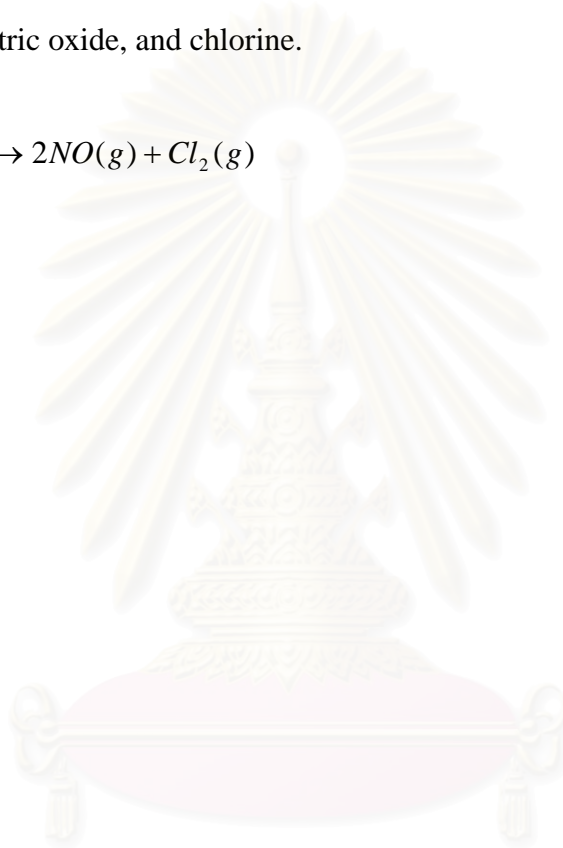 tric oxide, and chlorine.
→ 2NO(g) + Cl₂(g)